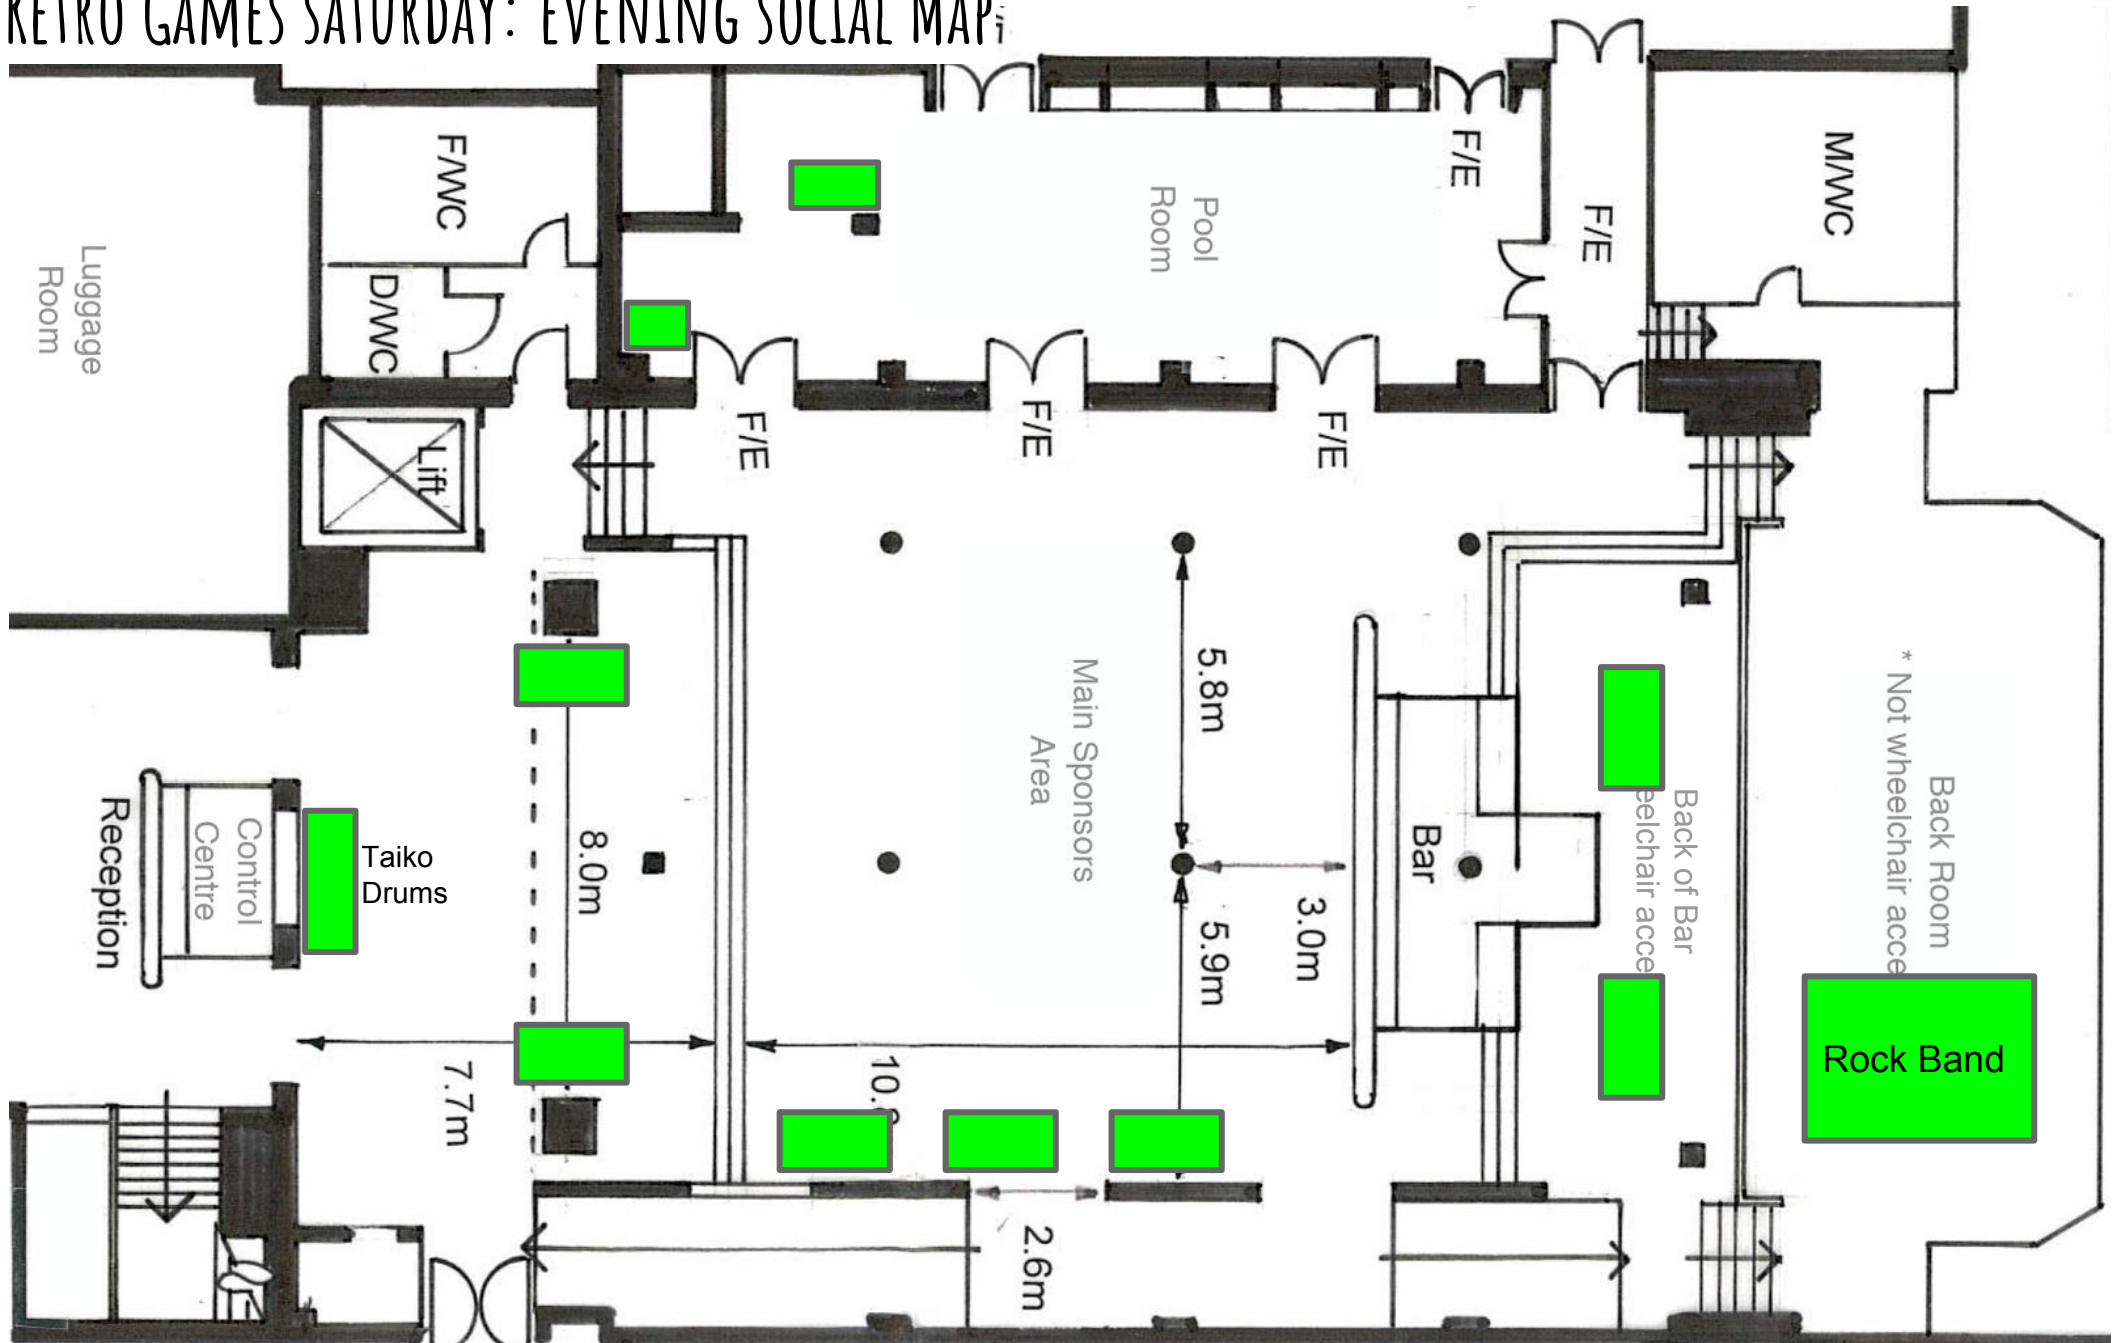 RETRO GAMES SATURDAY: EVENING SOCIAL MAP
F/WC
D/WC
Luggage
Room
Lift
Pool
Room
F/E
F/E
M/WC
F/E
F/E
F/E
Main Sponsors
Area
5.8m
5.9m
3.0m
Bar
Back of Bar
Back Room
* Not wheelchair acce
Rock Band
Taiko
Drums
Control
Centre
Reception
8.0m
7.7m
2.6m